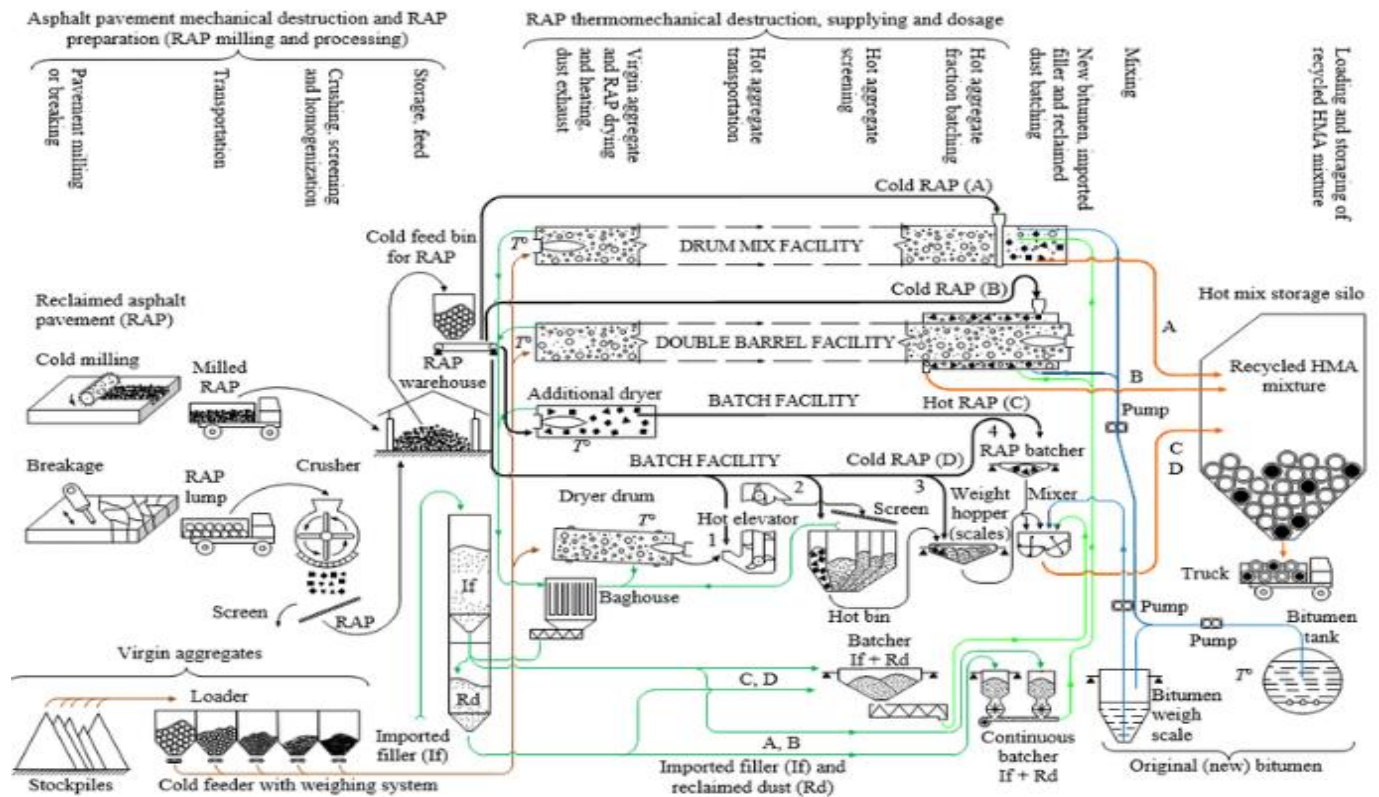 Asphalt pavement mechanical destruction and RAP
preparation (RAP milling and processing)
RAP thermomechanical destruction, supplying and dosage
Pavement milling
or breaking
Transportation
Crushing, screening
and homogenization
Storage, feed
Virgin aggregate
and RAP drying
and heating,
dust exhaust
Hot aggregate
transportation
Hot aggregate
screening
Hot aggregate
fraction batching
New bitumen, imported
filler and reclaimed
dust batching
Mixing
Loading and storaging of
recycled HMA mixture
Cold RAP (A)
Cold feed bin
for RAP
T°
DRUM MIX FACILITY
Cold RAP (B)
Reclaimed asphalt
pavement (RAP)
Hot mix storage silo
A
T°
DOUBLE BARREL FACILITY
RAP
warehouse
Cold milling
Milled
RAP
Recycled HMA
mixture
B
Additional dryer
BATCH FACILITY
Hot RAP (C)
Pump
T°
4
RAP batcher
C
D
Breakage
RAP
lump
Crusher
BATCH FACILITY
Cold RAP (D)
Dryer drum
T°
Hot elevator
1
2
Screen
3
Weight
hopper
(scales)
Mixer
If
Baghouse
Truck
Screen
RAP
Hot bin
Pump
Pump
Bitumen
tank
Virgin aggregates
Batcher
If + Rd
Loader
Rd
C, D
T°
Bitumen
weigh
scale
Imported
filler (If)
A, B
Continuous
batcher
If + Rd
Stockpiles
Cold feeder with weighing system
Imported filler (If) and
reclaimed dust (Rd)
Original (new) bitumen